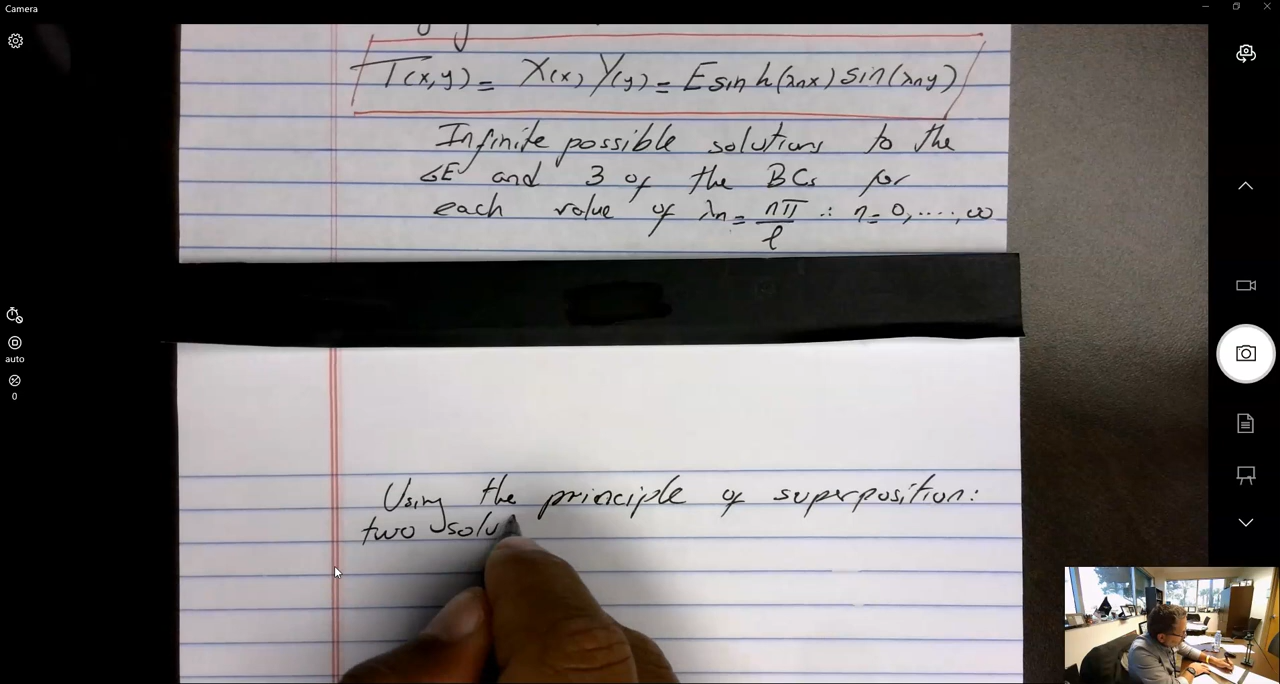 Camera
T(x,y) = X(x) Y(y) = E sinh(λnx) sin(λny)
Infinite possible solutions to the
GE and 3 of the BCs for
each value of λn = nπ/ℓ ∴ n = 0, ...., ∞
auto
0
Using the principle of superposition:
two solu